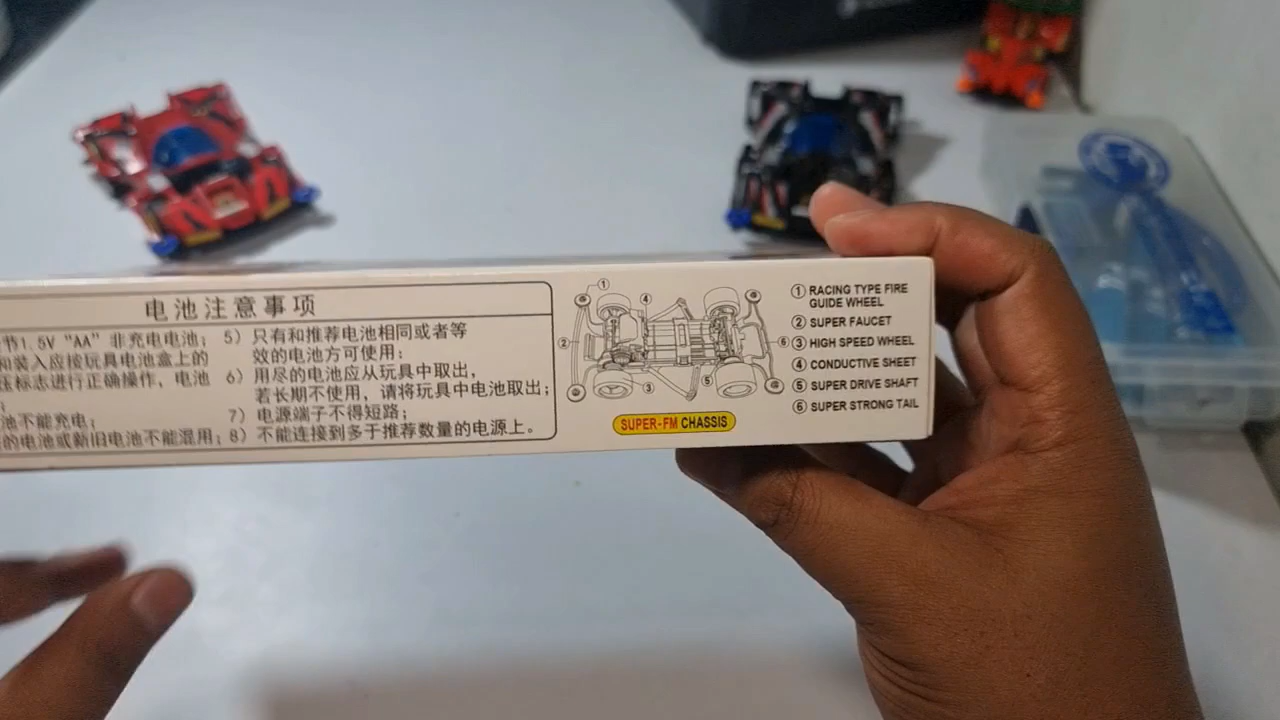 电池注意事项
节1.5V "AA" 非充电电池;
和装入应按玩具电池盒上的
压标志进行正确操作,电池
;
池不能充电;
的电池或新旧电池不能混用;
5) 只有和推荐电池相同或者等
效的电池方可使用;
6) 用尽的电池应从玩具中取出,
若长期不使用,请将玩具中电池取出;
7) 电源端子不得短路;
8) 不能连接到多于推荐数量的电源上。
①
②
③
④
⑤
⑥
SUPER-FM CHASSIS
① RACING TYPE FIRE
GUIDE WHEEL
② SUPER FAUCET
③ HIGH SPEED WHEEL
④ CONDUCTIVE SHEET
⑤ SUPER DRIVE SHAFT
⑥ SUPER STRONG TAIL